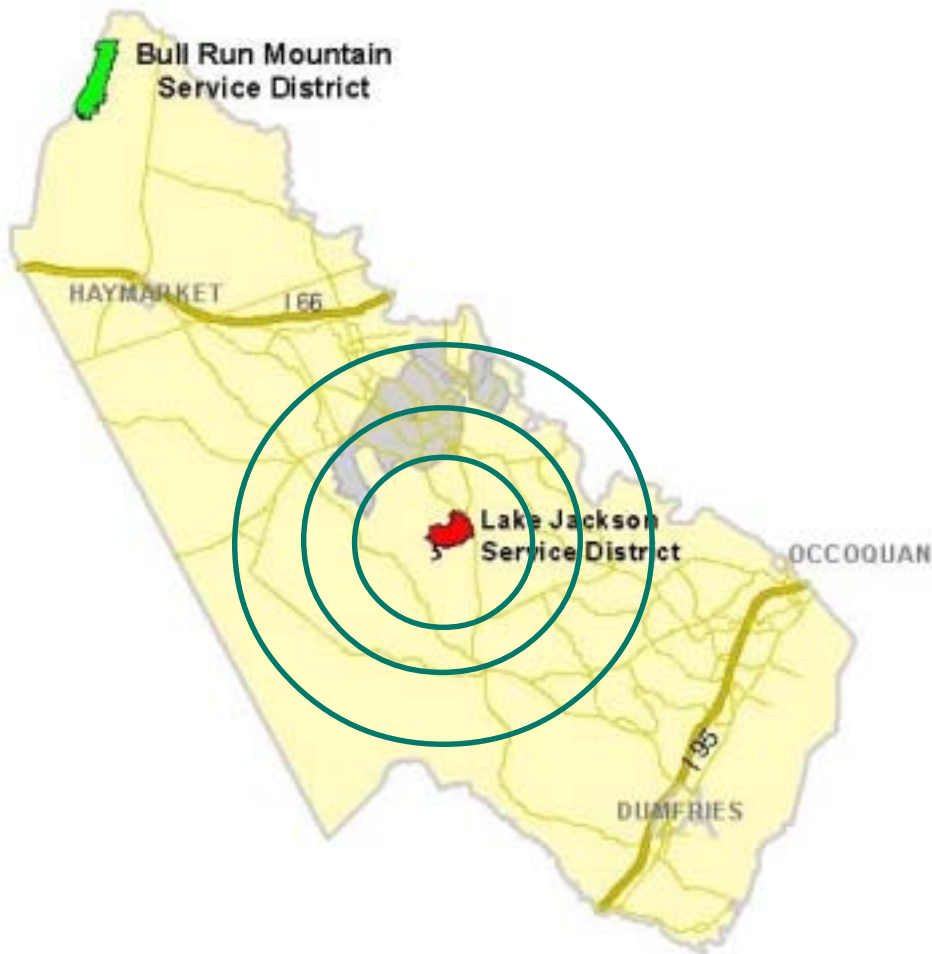 Bull Run Mountain
Service District
HAYMARKET
I 66
Lake Jackson
Service District
OCCOQUAN
I 95
DUMFRIES